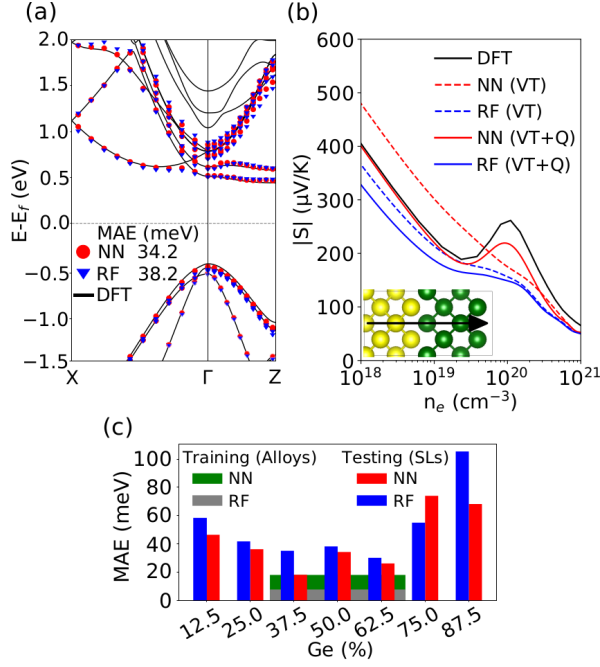 (a)
2.0
1.5
1.0
0.5
0.0
−0.5
−1.0
−1.5
E-E_f (eV)
MAE (meV)
NN 34.2
RF 38.2
DFT
X
Γ
Z
(b)
600
500
400
300
200
100
0
|S| (μV/K)
DFT
NN (VT)
RF (VT)
NN (VT+Q)
RF (VT+Q)
10^18
10^19
10^20
10^21
n_e (cm^−3)
(c)
100
80
60
40
20
0
MAE (meV)
Training (Alloys)
NN
RF
Testing (SLs)
NN
RF
12.5
25.0
37.5
50.0
62.5
75.0
87.5
Ge (%)